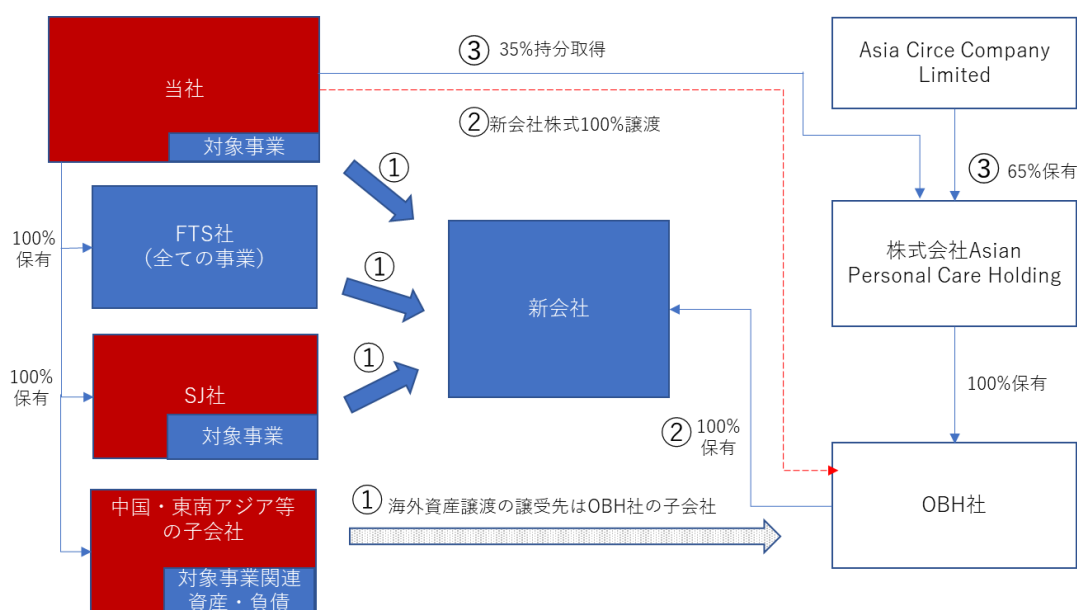 当社
対象事業
③ 35%持分取得
②新会社株式100%譲渡
Asia Circe Company
Limited
③ 65%保有
①
100%
保有
FTS社
（全ての事業）
①
新会社
株式会社Asian
Personal Care Holding
①
100%
保有
SJ社
対象事業
100%保有
② 100%
保有
中国・東南アジア等
の子会社
対象事業関連
資産・負債
① 海外資産譲渡の譲受先はOBH社の子会社
OBH社